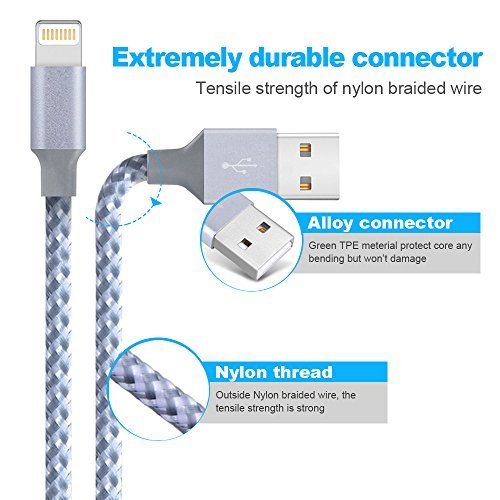 Extremely durable connector
Tensile strength of nylon braided wire
Alloy connector
Green TPE meterial protect core any
bending but won't damage
Nylon thread
Outside Nylon braided wire, the
tensile strength is strong